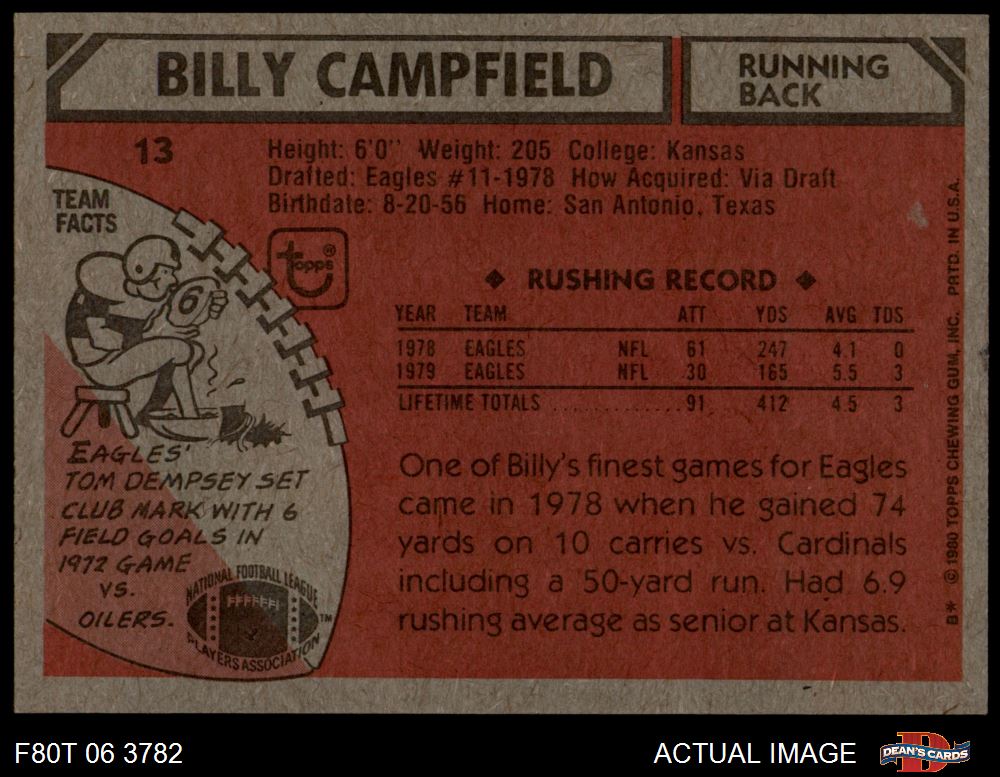 BILLY CAMPFIELD
RUNNING
BACK
13
Height: 6'0" Weight: 205 College: Kansas
Drafted: Eagles #11-1978 How Acquired: Via Draft
Birthdate: 8-20-56 Home: San Antonio, Texas
TEAM
FACTS
topps®
6
◆ RUSHING RECORD ◆
YEAR TEAM ATT YDS AVG TDS
1978 EAGLES NFL 61 247 4.1 0
1979 EAGLES NFL 30 165 5.5 3
LIFETIME TOTALS ............ 91 412 4.5 3
One of Billy's finest games for Eagles
came in 1978 when he gained 74
yards on 10 carries vs. Cardinals
including a 50-yard run. Had 6.9
rushing average as senior at Kansas.
EAGLES'
TOM DEMPSEY SET
CLUB MARK WITH 6
FIELD GOALS IN
1972 GAME
VS.
OILERS.
NATIONAL FOOTBALL LEAGUE
PLAYERS ASSOCIATION
™
B* © 1980 TOPPS CHEWING GUM, INC. PRTD. IN U.S.A.
F80T 06 3782
ACTUAL IMAGE
DEAN'S CARDS